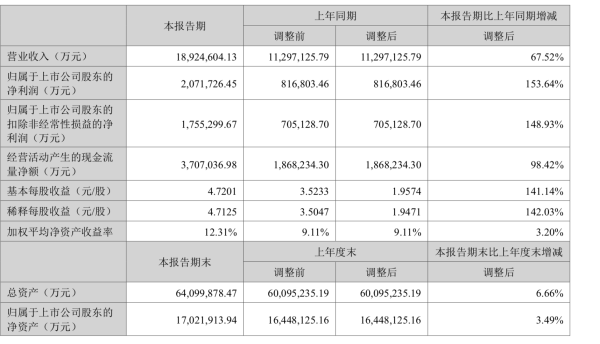 本报告期 上年同期 本报告期比上年同期增减
调整前 调整后 调整后
营业收入（万元） 18,924,604.13 11,297,125.79 11,297,125.79 67.52%
归属于上市公司股东的
净利润（万元） 2,071,726.45 816,803.46 816,803.46 153.64%
归属于上市公司股东的
扣除非经常性损益的净
利润（万元） 1,755,299.67 705,128.70 705,128.70 148.93%
经营活动产生的现金流
量净额（万元） 3,707,036.98 1,868,234.30 1,868,234.30 98.42%
基本每股收益（元/股） 4.7201 3.5233 1.9574 141.14%
稀释每股收益（元/股） 4.7125 3.5047 1.9471 142.03%
加权平均净资产收益率 12.31% 9.11% 9.11% 3.20%
本报告期末 上年度末 本报告期末比上年度末增减
调整前 调整后 调整后
总资产（万元） 64,099,878.47 60,095,235.19 60,095,235.19 6.66%
归属于上市公司股东的
净资产（万元） 17,021,913.94 16,448,125.16 16,448,125.16 3.49%